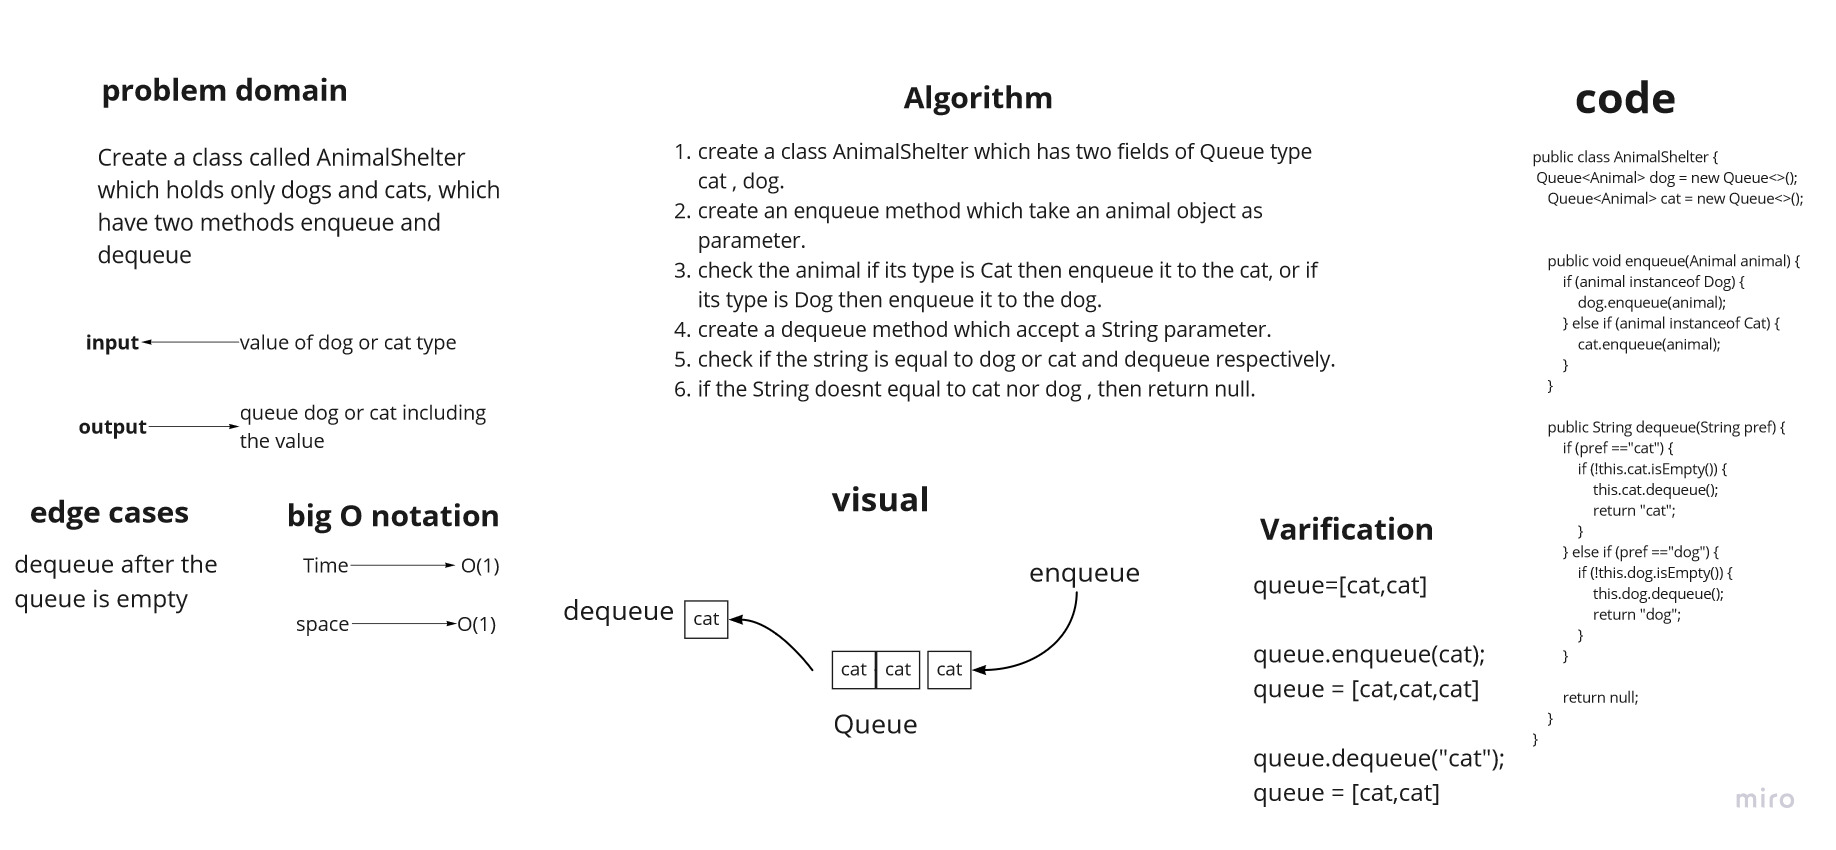 problem domain
Create a class called AnimalShelter
which holds only dogs and cats, which
have two methods enqueue and
dequeue
input
value of dog or cat type
output
queue dog or cat including
the value
edge cases
dequeue after the
queue is empty
big O notation
Time
O(1)
space
O(1)
Algorithm
1. create a class AnimalShelter which has two fields of Queue type
cat , dog.
2. create an enqueue method which take an animal object as
parameter.
3. check the animal if its type is Cat then enqueue it to the cat, or if
its type is Dog then enqueue it to the dog.
4. create a dequeue method which accept a String parameter.
5. check if the string is equal to dog or cat and dequeue respectively.
6. if the String doesnt equal to cat nor dog , then return null.
visual
enqueue
dequeue
cat
cat
cat
cat
Queue
Varification
queue=[cat,cat]
queue.enqueue(cat);
queue = [cat,cat,cat]
queue.dequeue("cat");
queue = [cat,cat]
code
public class AnimalShelter {
Queue<Animal> dog = new Queue<>();
Queue<Animal> cat = new Queue<>();
public void enqueue(Animal animal) {
if (animal instanceof Dog) {
dog.enqueue(animal);
} else if (animal instanceof Cat) {
cat.enqueue(animal);
}
}
public String dequeue(String pref) {
if (pref =="cat") {
if (!this.cat.isEmpty()) {
this.cat.dequeue();
return "cat";
}
} else if (pref =="dog") {
if (!this.dog.isEmpty()) {
this.dog.dequeue();
return "dog";
}
}
return null;
}
}
miro